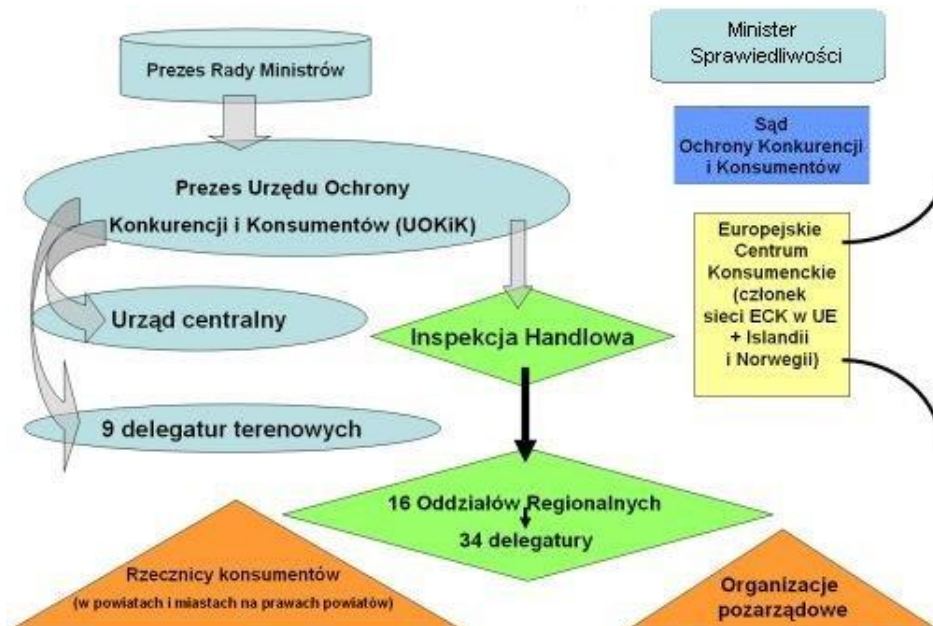 Prezes Rady Ministrów
Minister
Sprawiedliwości
Sąd
Ochrony Konkurencji
i Konsumentów
Prezes Urzędu Ochrony
Konkurencji i Konsumentów (UOKiK)
Europejskie
Centrum
Konsumenckie
(członek
sieci ECK w UE
+ Islandii
i Norwegii)
Urząd centralny
Inspekcja Handlowa
9 delegatur terenowych
16 Oddziałów Regionalnych
34 delegatury
Rzecznicy konsumentów
(w powiatach i miastach na prawach powiatów)
Organizacje
pozarządowe